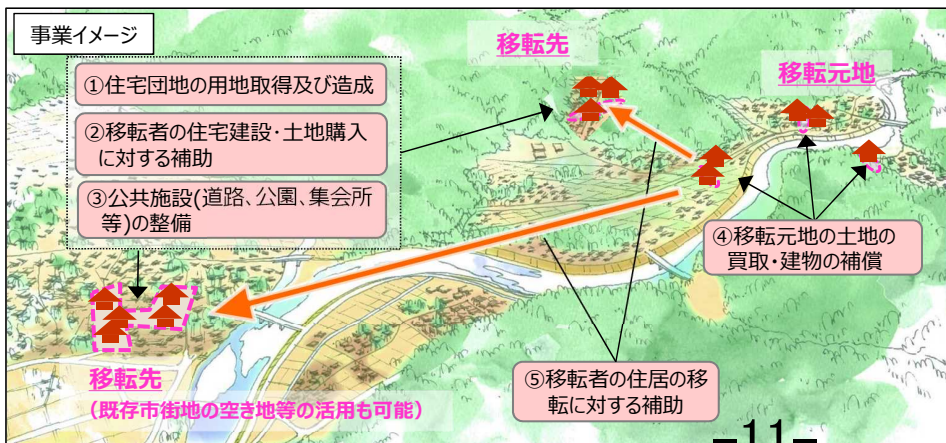 事業イメージ
①住宅団地の用地取得及び造成
②移転者の住宅建設・土地購入
に対する補助
③公共施設(道路、公園、集会所
等)の整備
移転先
移転元地
④移転元地の土地の
買取・建物の補償
⑤移転者の住居の移
転に対する補助
移転先
（既存市街地の空き地等の活用も可能）
–11–